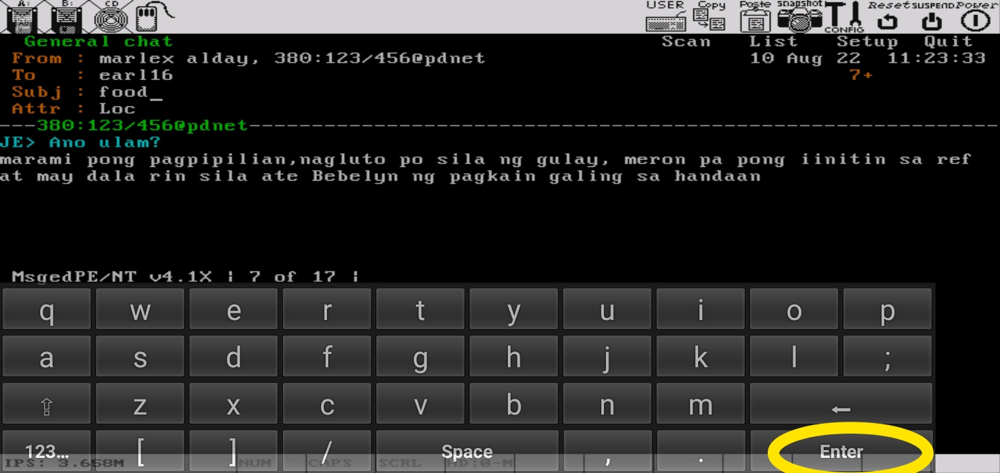 A: B: CD USER Copy Paste snapshot CONFIG Reset SUSPEND Power
General chat Scan List Setup Quit
From : marlex alday, 380:123/456@pdnet 10 Aug 22 11:23:33
To : earl16 7+
Subj : food_
Attr : Loc
---380:123/456@pdnet---
JE> Ano ulam?
marami pong pagpipilian,nagluto po sila ng gulay, meron pa pong iinitin sa ref
at may dala rin sila ate Bebelyn ng pagkain galing sa handaan
MsgedPE/NT v4.1X | 7 of 17 |
q w e r t y u i o p
a s d f g h j k l ;
⇧ z x c v b n m ←
123... [ ] / Space , . Enter
IPS: 3.658M NUM CAPS SCRL HD:0-M